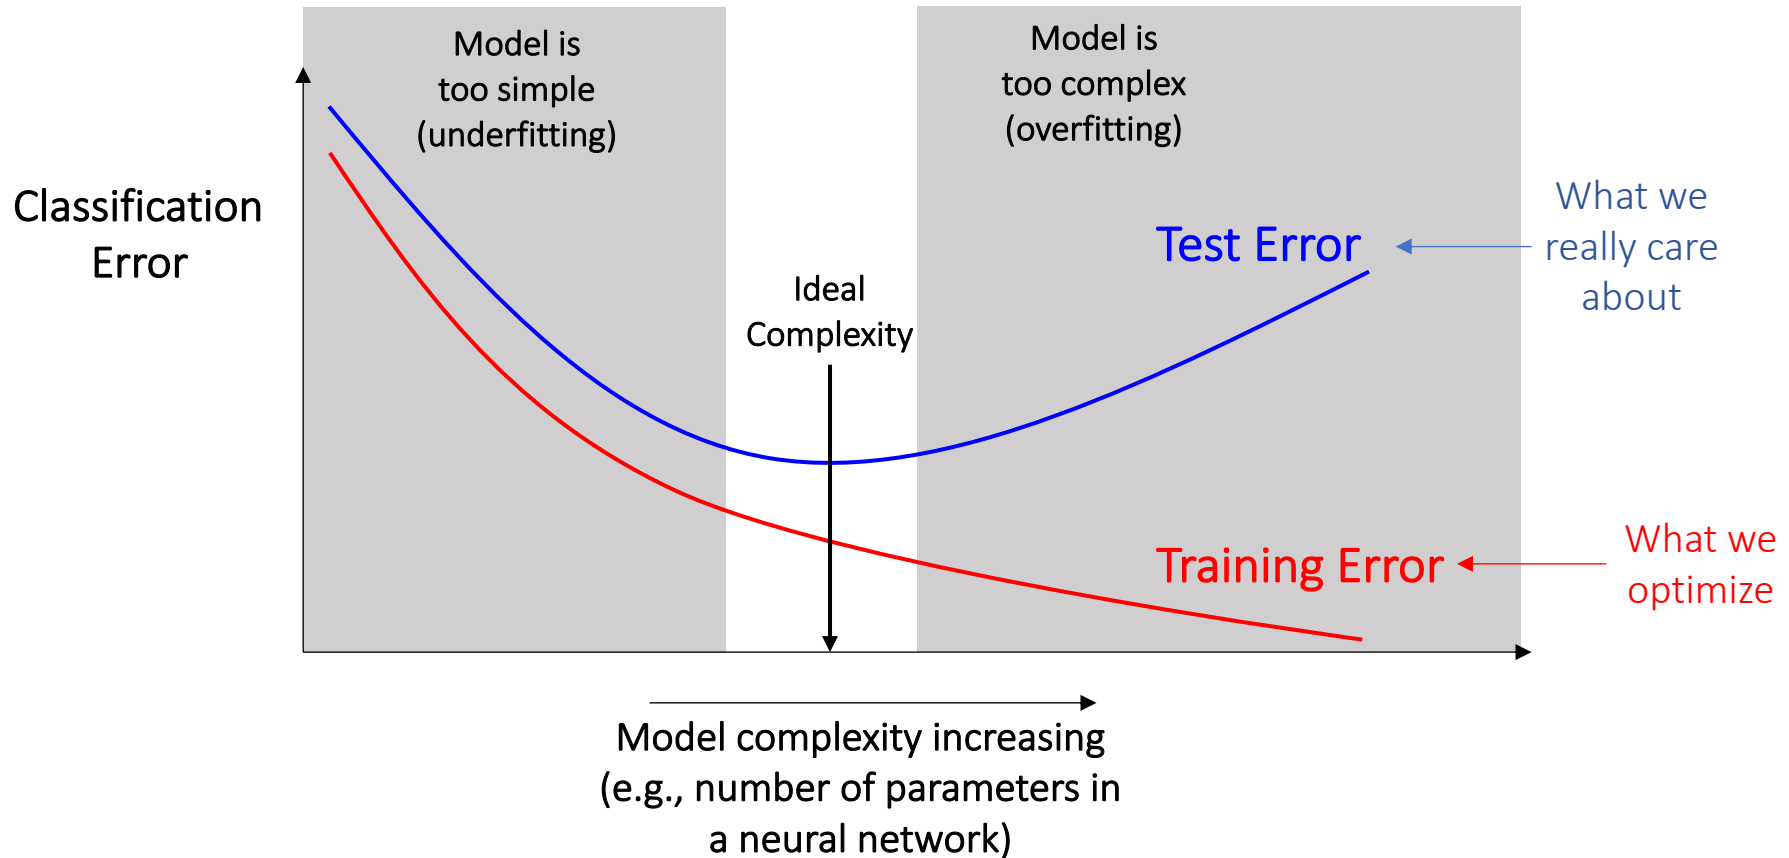 Model is
too simple
(underfitting)
Model is
too complex
(overfitting)
Classification
Error
Ideal
Complexity
Test Error
What we
really care
about
Training Error
What we
optimize
Model complexity increasing
(e.g., number of parameters in
a neural network)